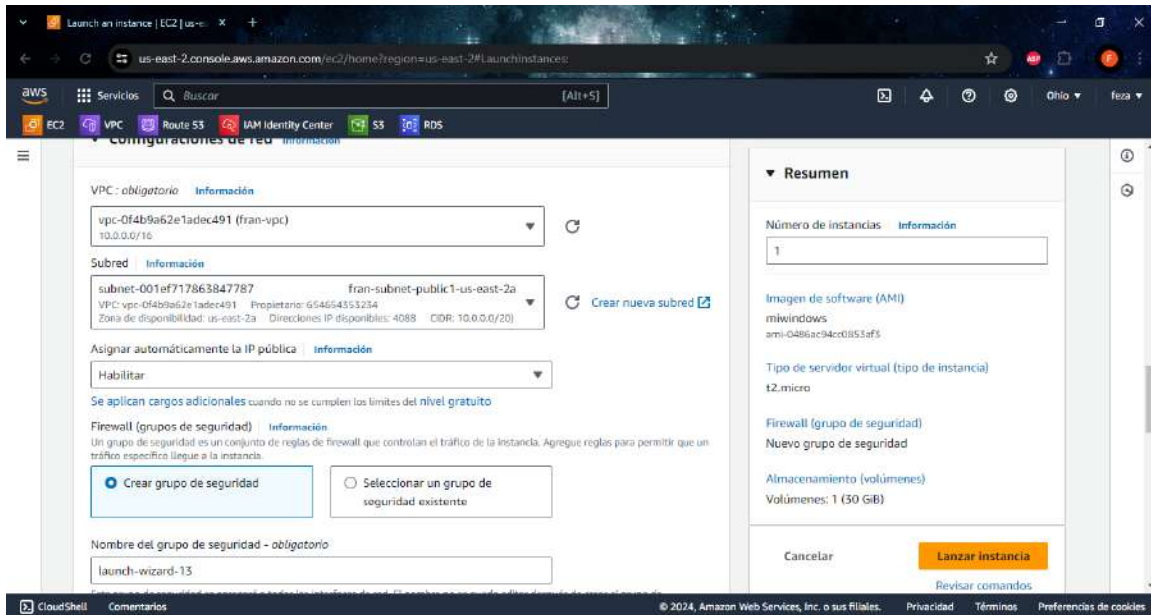 Launch an instance | EC2 | us-e
us-east-2.console.aws.amazon.com/ec2/home?region=us-east-2#LaunchInstances:
ABP
F
aws
Servicios
Buscar
[Alt+S]
Ohio
feza
EC2
VPC
Route 53
IAM Identity Center
S3
RDS
Configuraciones de red Información
VPC : obligatorio Información
vpc-0f4b9a62e1adec491 (fran-vpc)
10.0.0.0/16
Subred Información
subnet-001ef717863847787 fran-subnet-public1-us-east-2a
VPC: vpc-0f4b9a62e1adec491 Propietario: 654654353234
Zona de disponibilidad: us-east-2a Direcciones IP disponibles: 4088 CIDR: 10.0.0.0/20)
Crear nueva subred
Asignar automáticamente la IP pública Información
Habilitar
Se aplican cargos adicionales cuando no se cumplen los límites del nivel gratuito
Firewall (grupos de seguridad) Información
Un grupo de seguridad es un conjunto de reglas de firewall que controlan el tráfico de la instancia. Agregue reglas para permitir que un
tráfico específico llegue a la instancia.
Crear grupo de seguridad
Seleccionar un grupo de
seguridad existente
Nombre del grupo de seguridad - obligatorio
launch-wizard-13
Resumen
Número de instancias Información
1
Imagen de software (AMI)
miwindows
ami-0486ac94cc0853af3
Tipo de servidor virtual (tipo de instancia)
t2.micro
Firewall (grupo de seguridad)
Nuevo grupo de seguridad
Almacenamiento (volúmenes)
Volúmenes: 1 (30 GiB)
Cancelar
Lanzar instancia
Revisar comandos
CloudShell
Comentarios
© 2024, Amazon Web Services, Inc. o sus filiales.
Privacidad
Términos
Preferencias de cookies